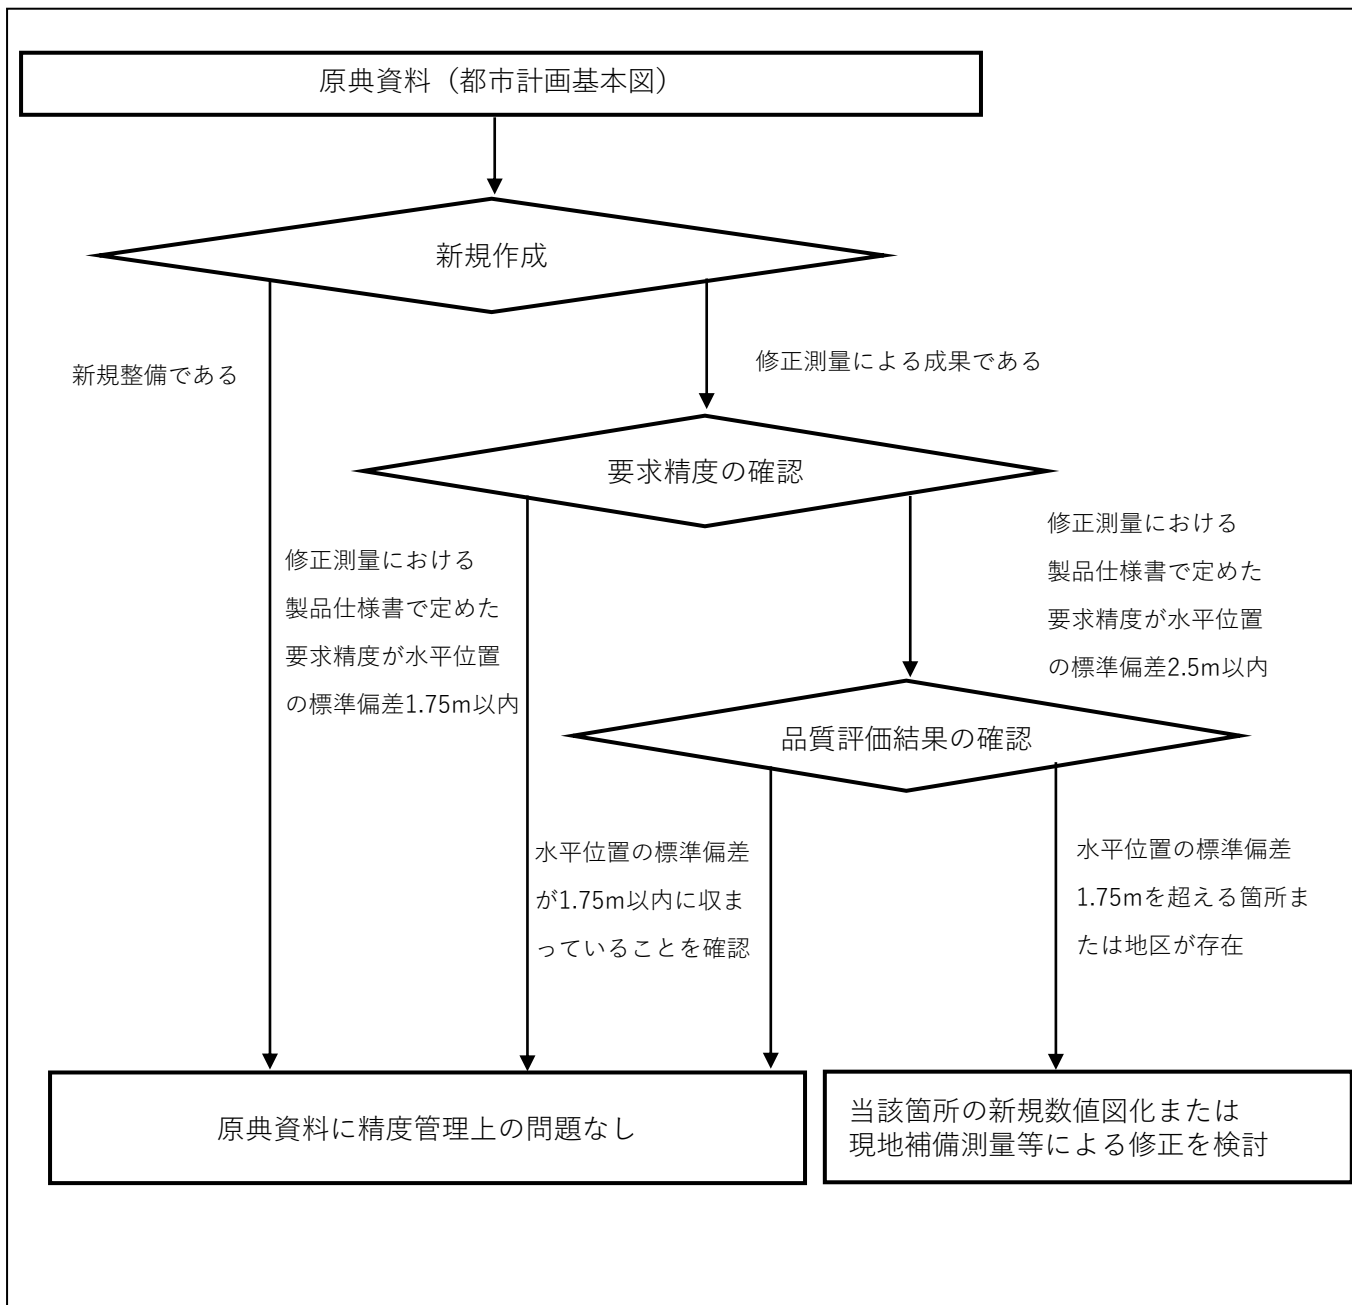 原典資料（都市計画基本図）
新規作成
新規整備である
修正測量による成果である
要求精度の確認
修正測量における
製品仕様書で定めた
要求精度が水平位置
の標準偏差1.75m以内
修正測量における
製品仕様書で定めた
要求精度が水平位置
の標準偏差2.5m以内
品質評価結果の確認
水平位置の標準偏差
が1.75m以内に収ま
っていることを確認
水平位置の標準偏差
1.75mを超える箇所ま
たは地区が存在
原典資料に精度管理上の問題なし
当該箇所の新規数値図化または
現地補備測量等による修正を検討